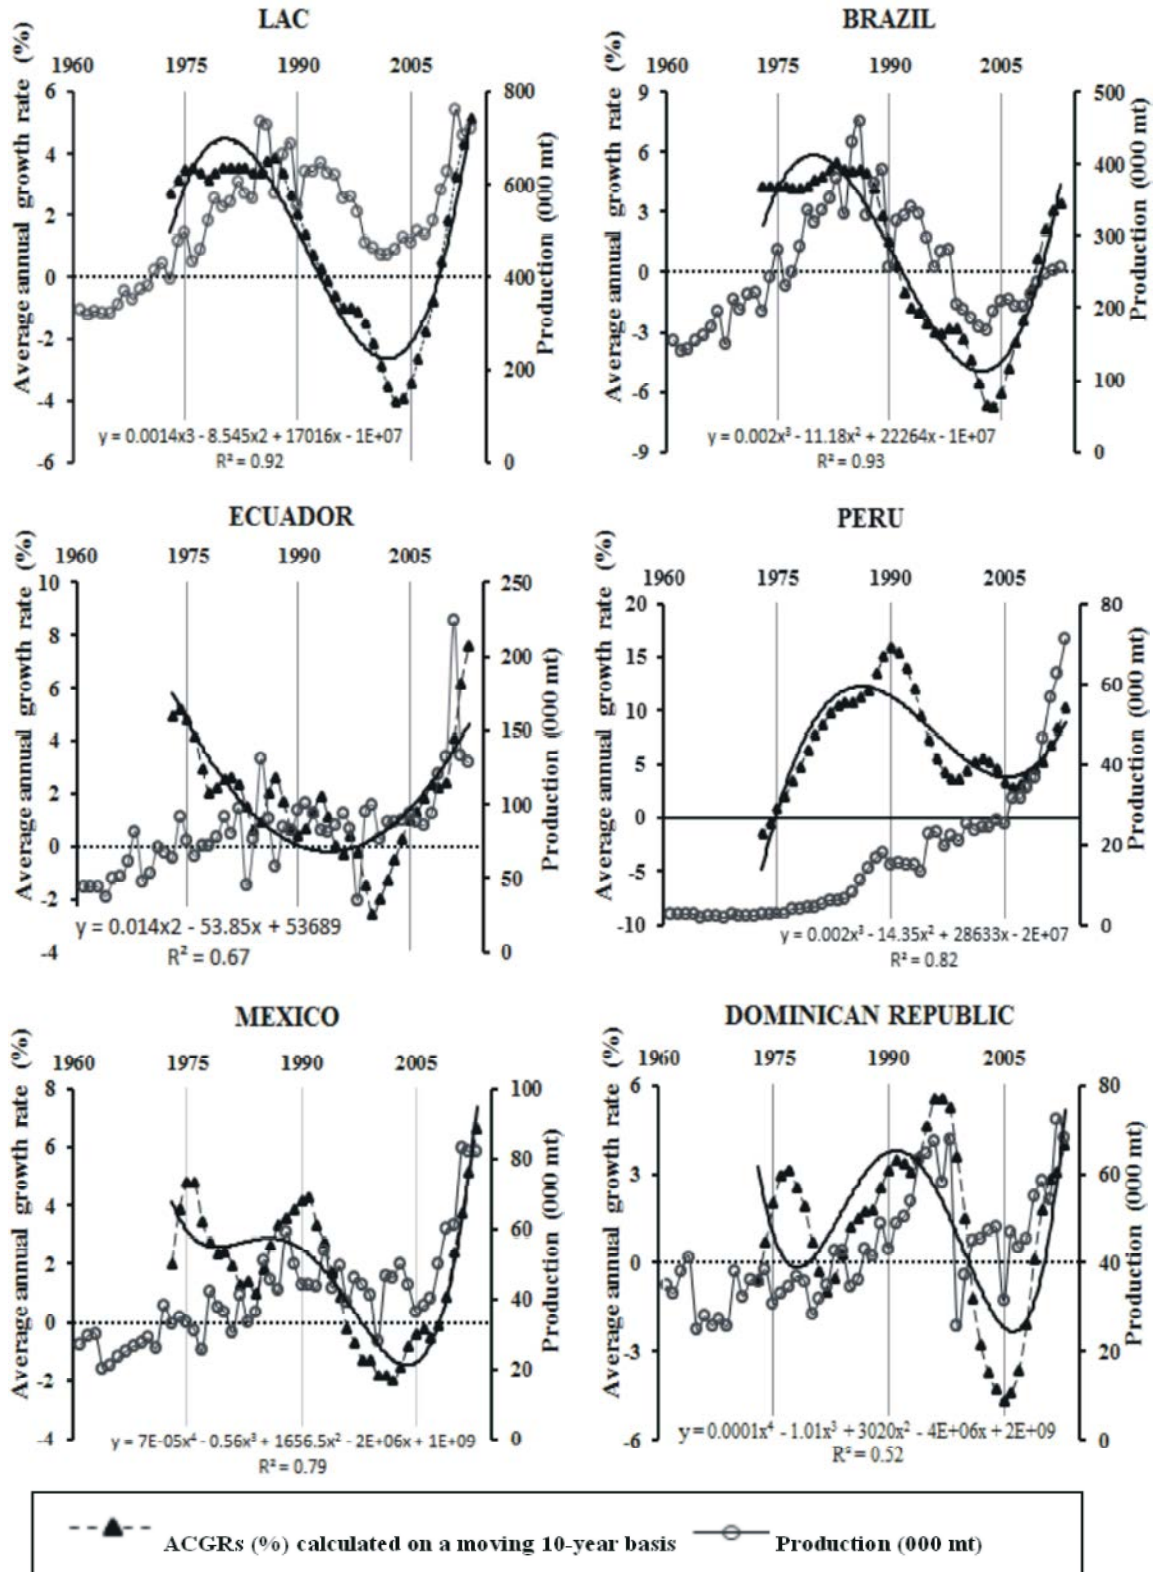 LAC
1960 1975 1990 2005
Average annual growth rate (%)
6
4
2
0
-2
-4
-6
800
600
400
200
0
Production (000 mt)
y = 0.0014x3 - 8.545x2 + 17016x - 1E+07
R² = 0.92
BRAZIL
1960 1975 1990 2005
Average annual growth rate (%)
9
6
3
0
-3
-6
-9
500
400
300
200
100
0
Production (000 mt)
y = 0.002x³ - 11.18x² + 22264x - 1E+07
R² = 0.93
ECUADOR
1960 1975 1990 2005
Average annual growth rate (%)
10
8
6
4
2
0
-2
-4
250
200
150
100
50
0
Production (000 mt)
y = 0.014x2 - 53.85x + 53689
R² = 0.67
PERU
1960 1975 1990 2005
Average annual growth rate (%)
20
15
10
5
0
-5
-10
80
60
40
20
0
Production (000 mt)
y = 0.002x³ - 14.35x² + 28633x - 2E+07
R² = 0.82
MEXICO
1960 1975 1990 2005
Average annual growth rate (%)
8
6
4
2
0
-2
-4
100
80
60
40
20
0
Production (000 mt)
y = 7E-05x⁴ - 0.56x³ + 1656.5x² - 2E+06x + 1E+09
R² = 0.79
DOMINICAN REPUBLIC
1960 1975 1990 2005
Average annual growth rate (%)
6
3
0
-3
-6
80
60
40
20
0
Production (000 mt)
y = 0.0001x⁴ - 1.01x³ + 3020x² - 4E+06x + 2E+09
R² = 0.52
ACGRs (%) calculated on a moving 10-year basis Production (000 mt)